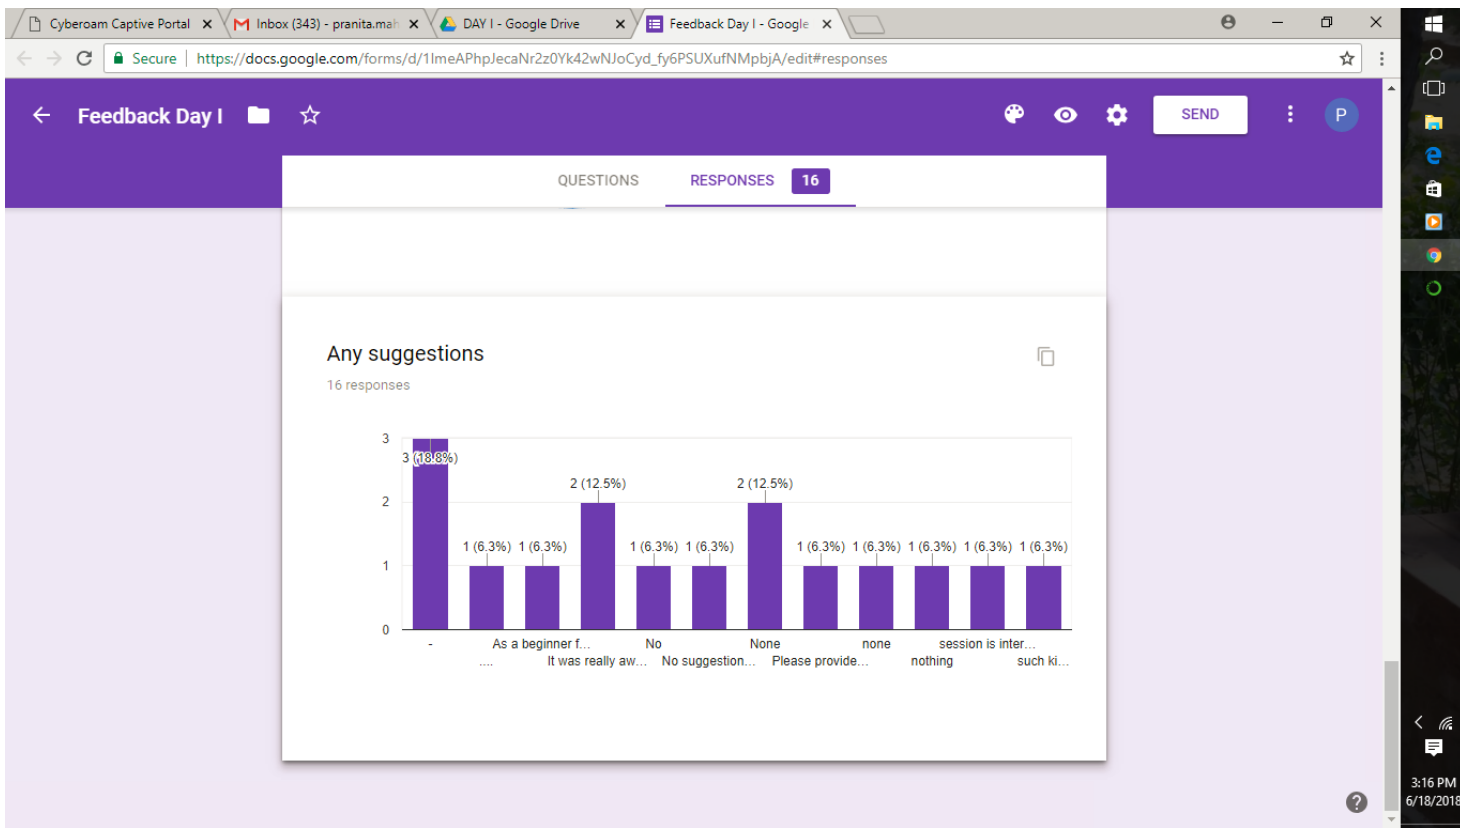 Cyberoam Captive Portal
Inbox (343) - pranita.mah
DAY I - Google Drive
Feedback Day I - Google
Secure
https://docs.google.com/forms/d/1ImeAPhpJecaNr2z0Yk42wNJoCyd_fy6PSUXufNMpbjA/edit#responses
Feedback Day I
SEND
P
QUESTIONS
RESPONSES 16
Any suggestions
16 responses
3
3 (18.8%)
2 (12.5%) 2 (12.5%)
2
1 (6.3%) 1 (6.3%) 1 (6.3%) 1 (6.3%) 1 (6.3%) 1 (6.3%) 1 (6.3%) 1 (6.3%) 1 (6.3%)
1
0
- As a beginner f... No None none session is inter...
.... It was really aw... No suggestion... Please provide... nothing such ki...
3:16 PM
6/18/2018